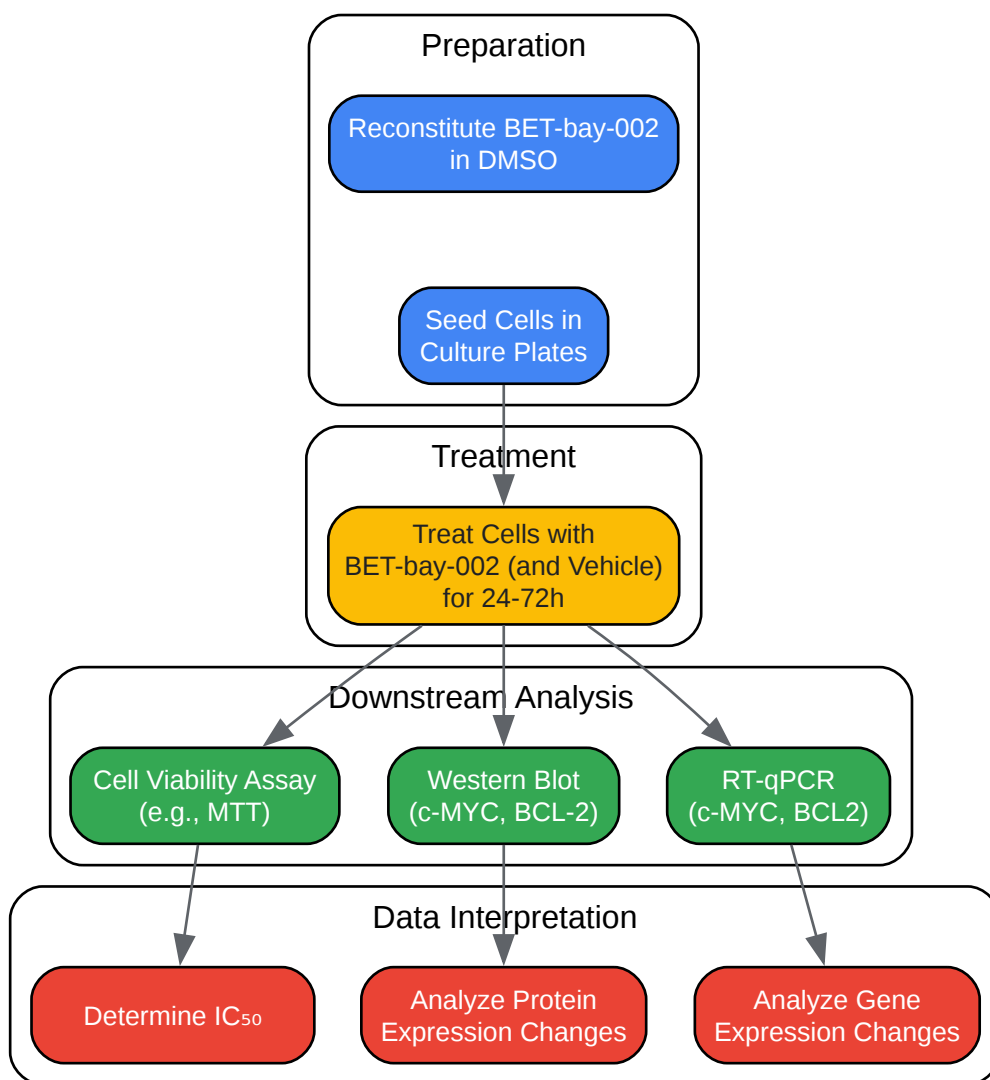 Preparation
Reconstitute BET-bay-002
in DMSO
Seed Cells in
Culture Plates
Treatment
Treat Cells with
BET-bay-002 (and Vehicle)
for 24-72h
Downstream Analysis
Cell Viability Assay
(e.g., MTT)
Western Blot
(c-MYC, BCL-2)
RT-qPCR
(c-MYC, BCL2)
Data Interpretation
Determine IC₅₀
Analyze Protein
Expression Changes
Analyze Gene
Expression Changes